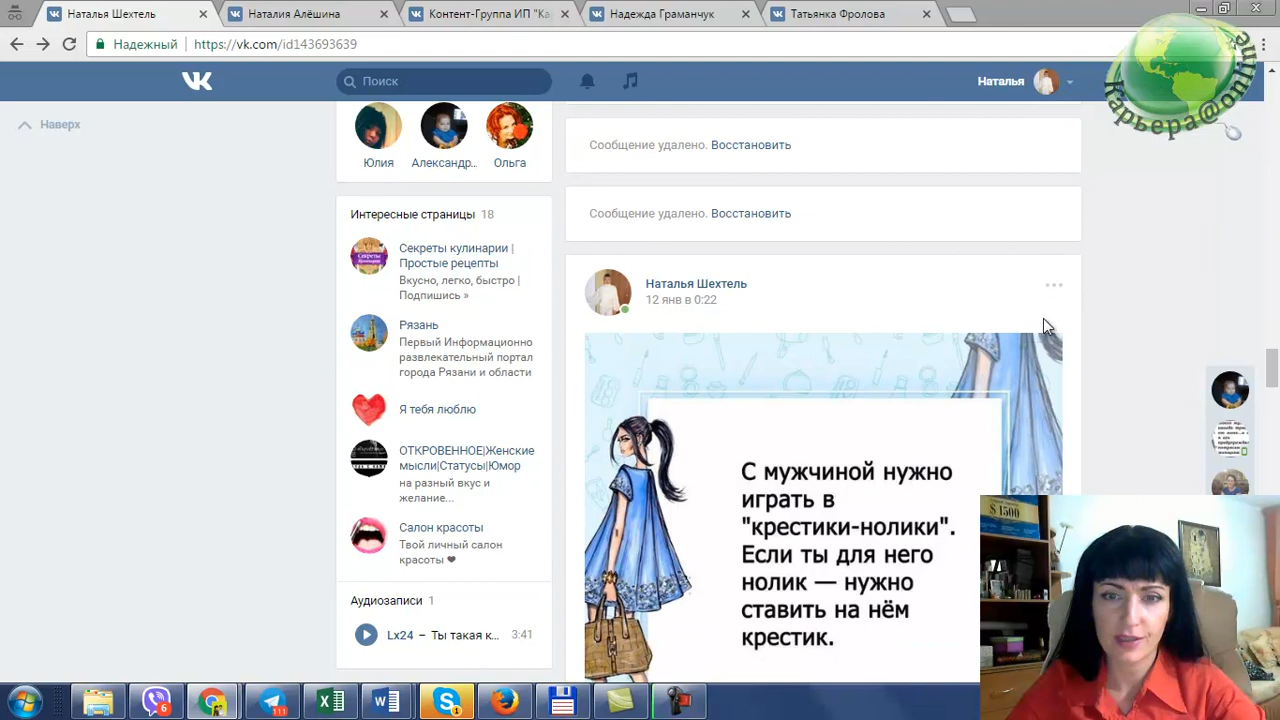 Наталья Шехтель
Наталия Алёшина
Контент-Группа ИП "Ка
Надежда Граманчук
Татьянка Фролова
Надежный
https://vk.com/id143693639
Поиск
Наталья
Карьера@online
Наверх
Юлия
Александр..
Ольга
Сообщение удалено. Восстановить
Сообщение удалено. Восстановить
Интересные страницы 18
Секреты кулинарии |
Простые рецепты
Вкусно, легко, быстро |
Подпишись »
Рязань
Первый Информационно
развлекательный портал
города Рязани и области
Я тебя люблю
ОТКРОВЕННОЕ|Женские
мысли|Статусы|Юмор
на разный вкус и
желание...
Салон красоты
Твой личный салон
красоты ❤
Аудиозаписи 1
Lx24 – Ты такая к...
3:41
Наталья Шехтель
12 янв в 0:22
С мужчиной нужно
играть в
"крестики-нолики".
Если ты для него
нолик — нужно
ставить на нём
крестик.
$ 1500
6
111
1